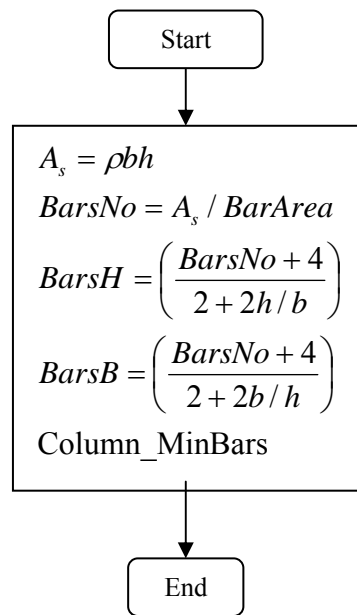 Start
A_s = ρbh
BarsNo = A_s / BarArea
BarsH = ( (BarsNo + 4) / (2 + 2h / b) )
BarsB = ( (BarsNo + 4) / (2 + 2b / h) )
Column_MinBars
End